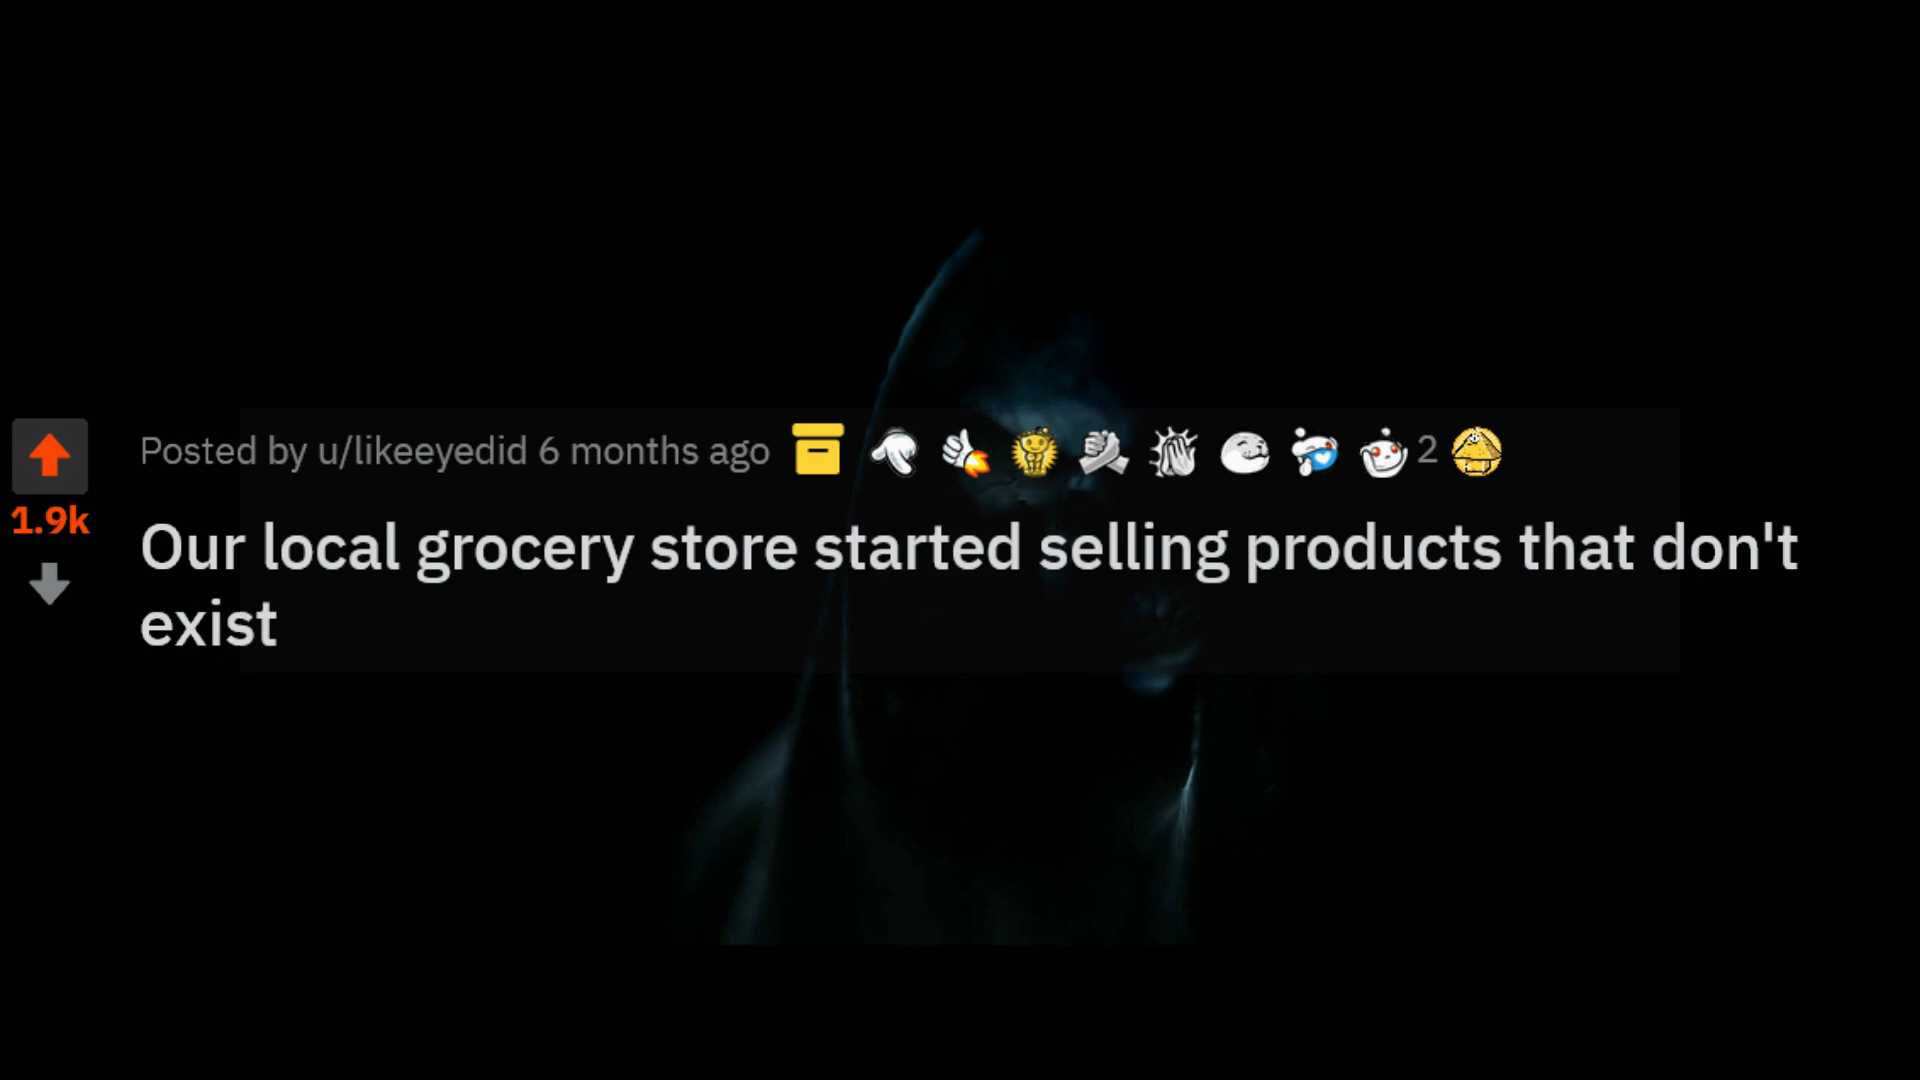 Posted by u/likeeyedid 6 months ago 2
1.9k
Our local grocery store started selling products that don't
exist